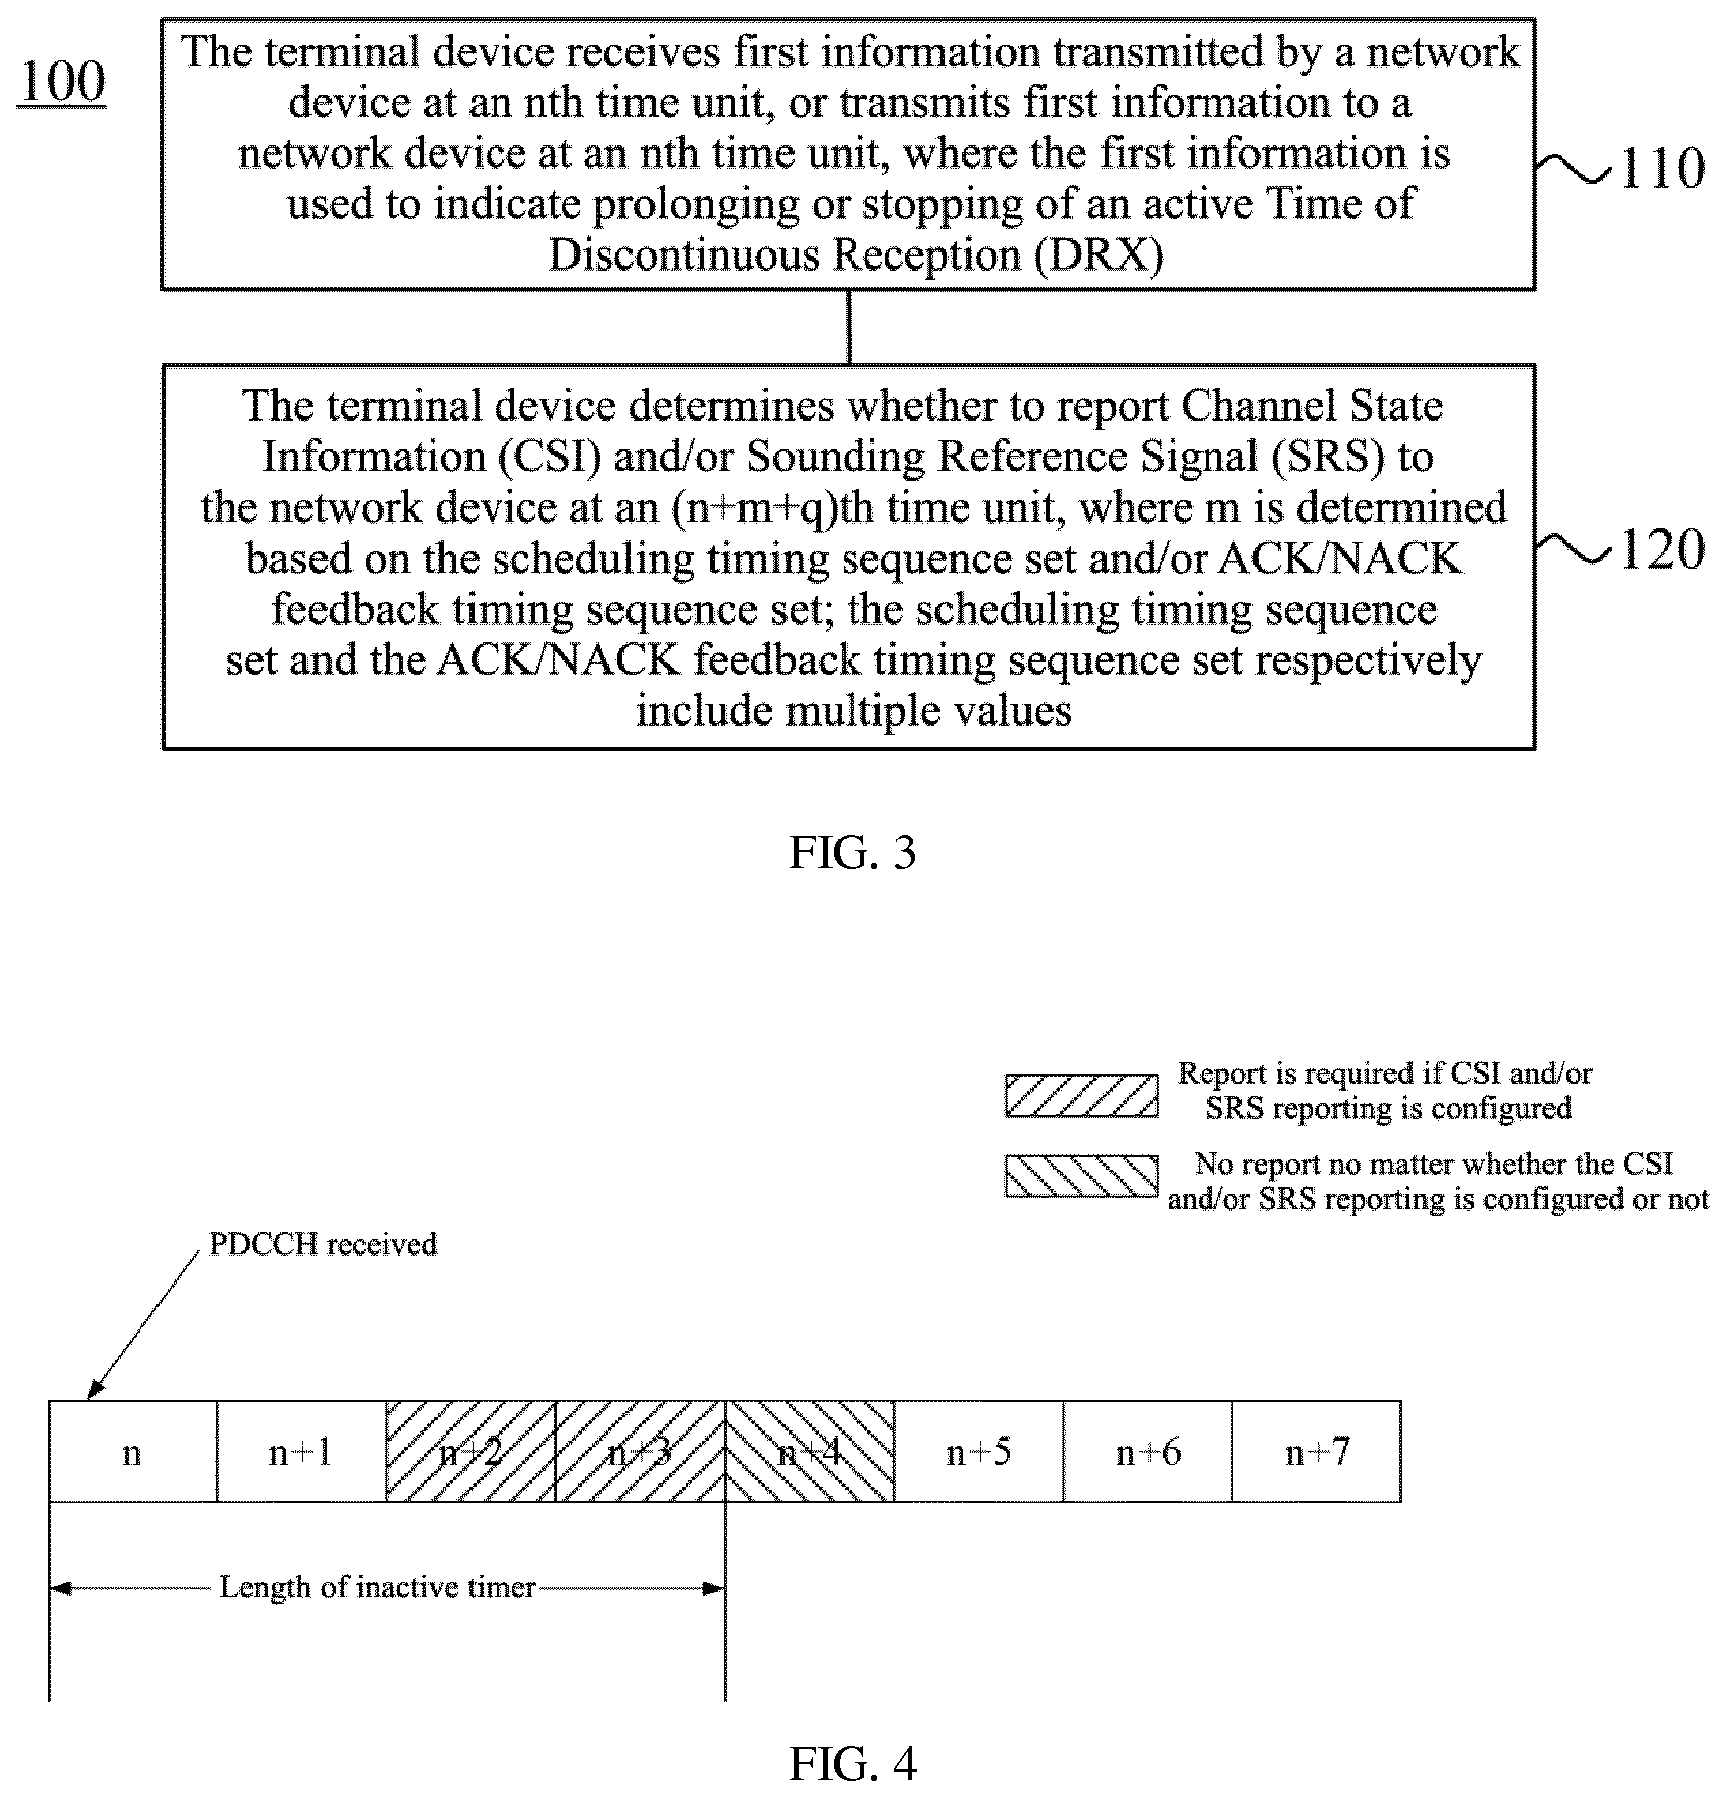 100
The terminal device receives first information transmitted by a network
device at an nth time unit, or transmits first information to a
network device at an nth time unit, where the first information is
used to indicate prolonging or stopping of an active Time of
Discontinuous Reception (DRX)
110
The terminal device determines whether to report Channel State
Information (CSI) and/or Sounding Reference Signal (SRS) to
the network device at an (n+m+q)th time unit, where m is determined
based on the scheduling timing sequence set and/or ACK/NACK
feedback timing sequence set; the scheduling timing sequence
set and the ACK/NACK feedback timing sequence set respectively
include multiple values
120
FIG. 3
Report is required if CSI and/or
SRS reporting is configured
No report no matter whether the CSI
and/or SRS reporting is configured or not
PDCCH received
n
n+1
n+2
n+3
n+4
n+5
n+6
n+7
Length of inactive timer
FIG. 4